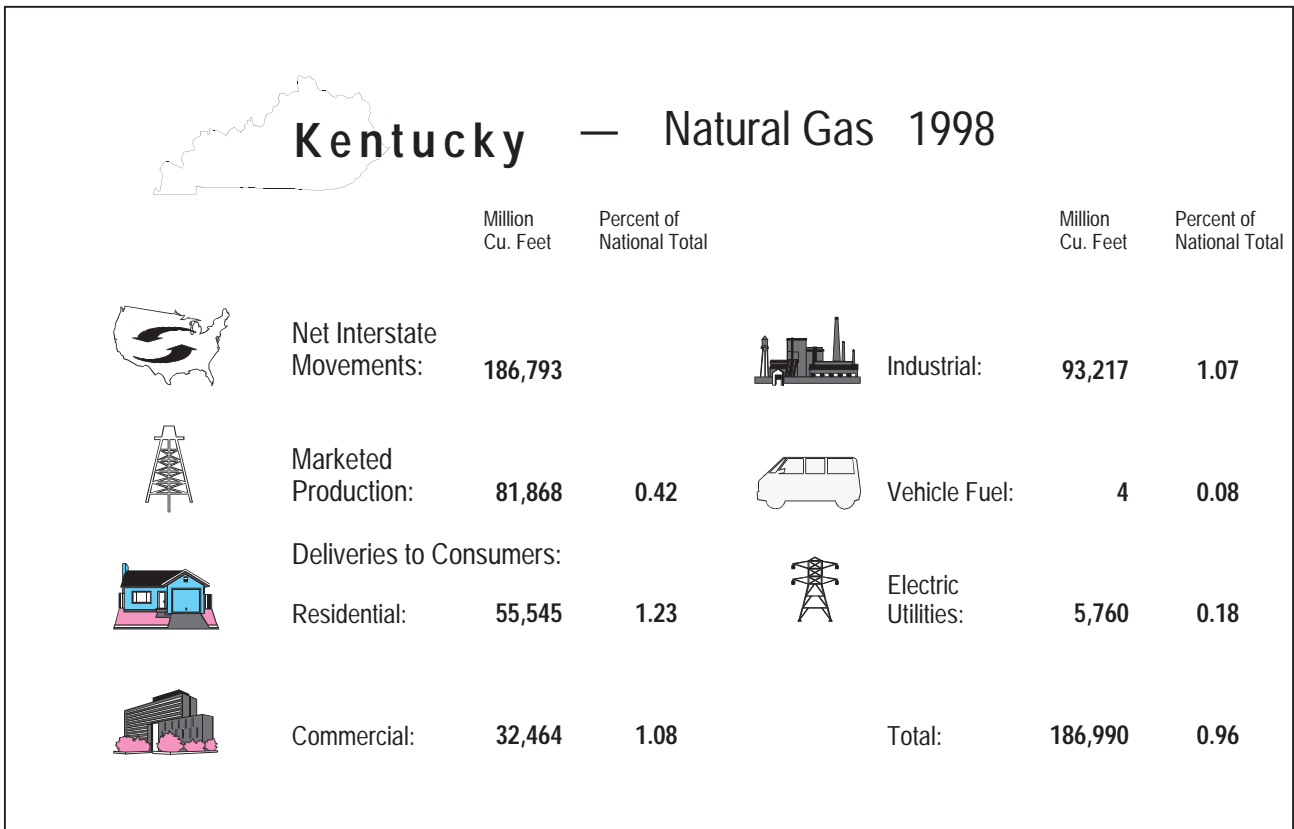 Kentucky — Natural Gas 1998
Million Cu. Feet
Percent of National Total
Million Cu. Feet
Percent of National Total
Net Interstate
Movements: 186,793
Marketed
Production: 81,868 0.42
Deliveries to Consumers:
Residential: 55,545 1.23
Commercial: 32,464 1.08
Industrial: 93,217 1.07
Vehicle Fuel: 4 0.08
Electric
Utilities: 5,760 0.18
Total: 186,990 0.96